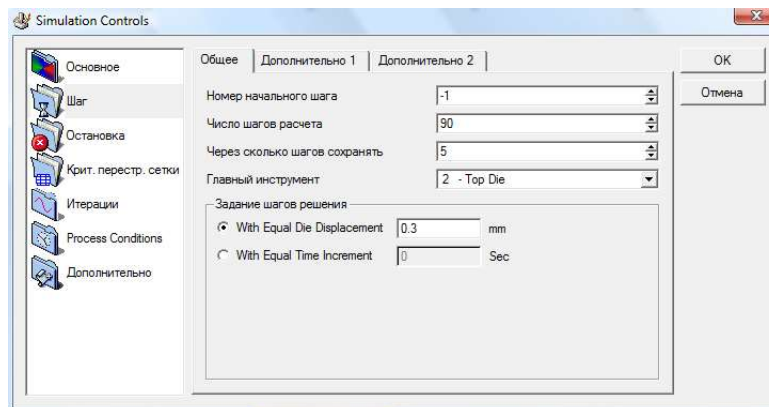 Simulation Controls
Основное
Шаг
Остановка
Крит. перестр. сетки
Итерации
Process Conditions
Дополнительно
Общее
Дополнительно 1
Дополнительно 2
Номер начального шага
-1
Число шагов расчета
90
Через сколько шагов сохранять
5
Главный инструмент
2 - Top Die
Задание шагов решения
With Equal Die Displacement
0.3
mm
With Equal Time Increment
0
Sec
OK
Отмена